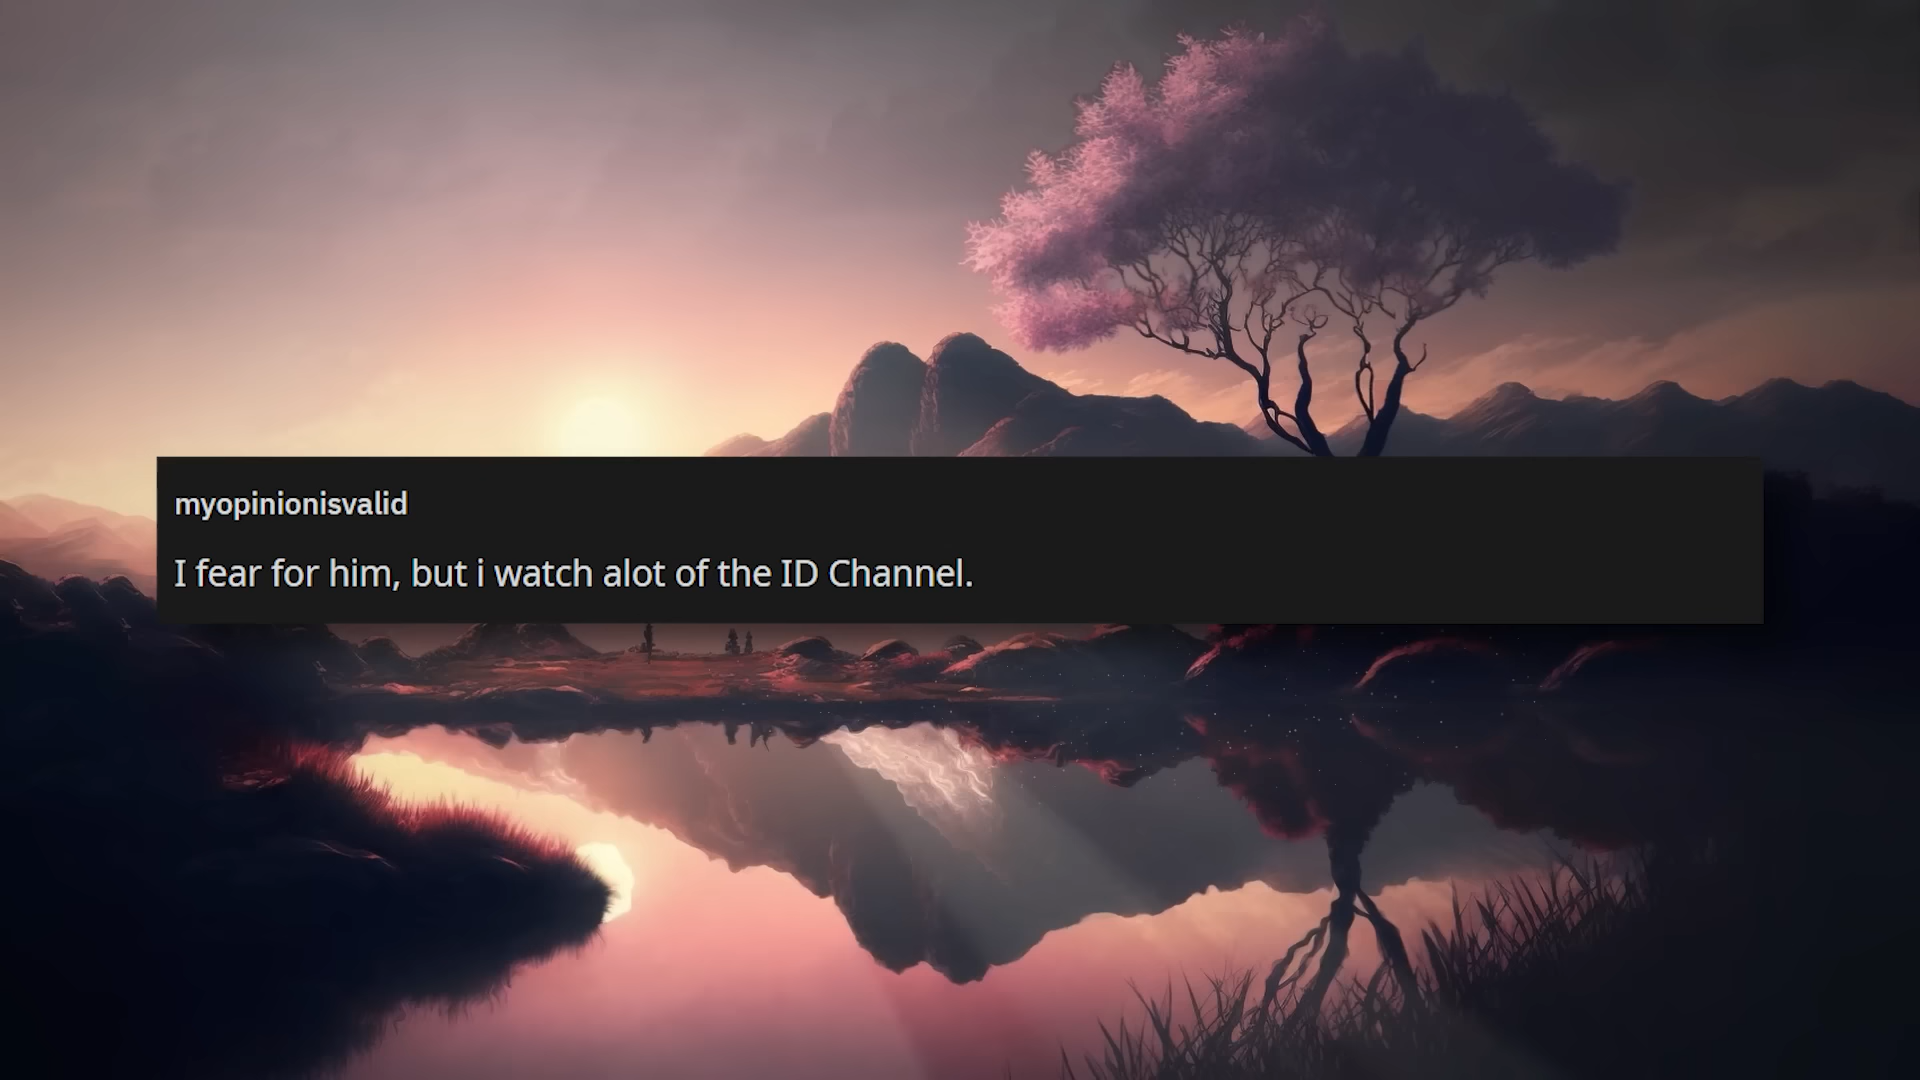 myopinionisvalid
I fear for him, but i watch alot of the ID Channel.